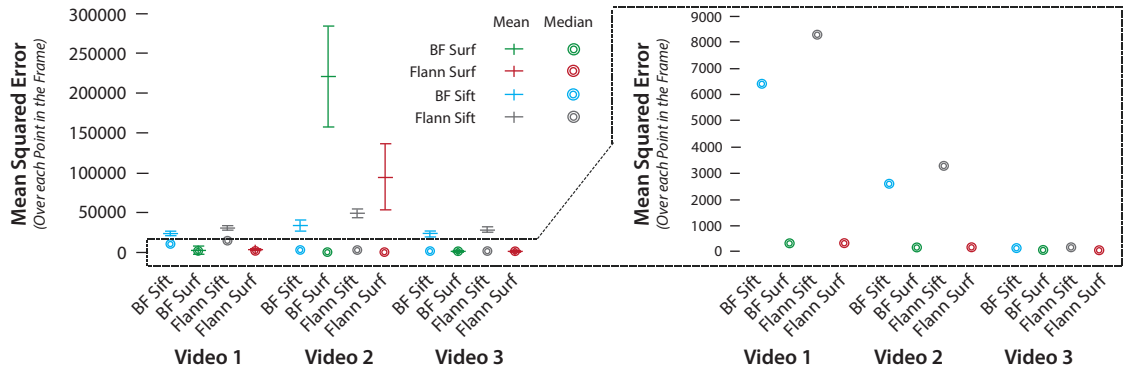 Mean Squared Error
(Over each Point in the Frame)
300000
250000
200000
150000
100000
50000
0
Mean Median
BF Surf
Flann Surf
BF Sift
Flann Sift
BF Sift
BF Surf
Flann Sift
Flann Surf
BF Sift
BF Surf
Flann Sift
Flann Surf
BF Sift
BF Surf
Flann Sift
Flann Surf
Video 1 Video 2 Video 3
Mean Squared Error
(Over each Point in the Frame)
9000
8000
7000
6000
5000
4000
3000
2000
1000
0
BF Sift
BF Surf
Flann Sift
Flann Surf
BF Sift
BF Surf
Flann Sift
Flann Surf
BF Sift
BF Surf
Flann Sift
Flann Surf
Video 1 Video 2 Video 3